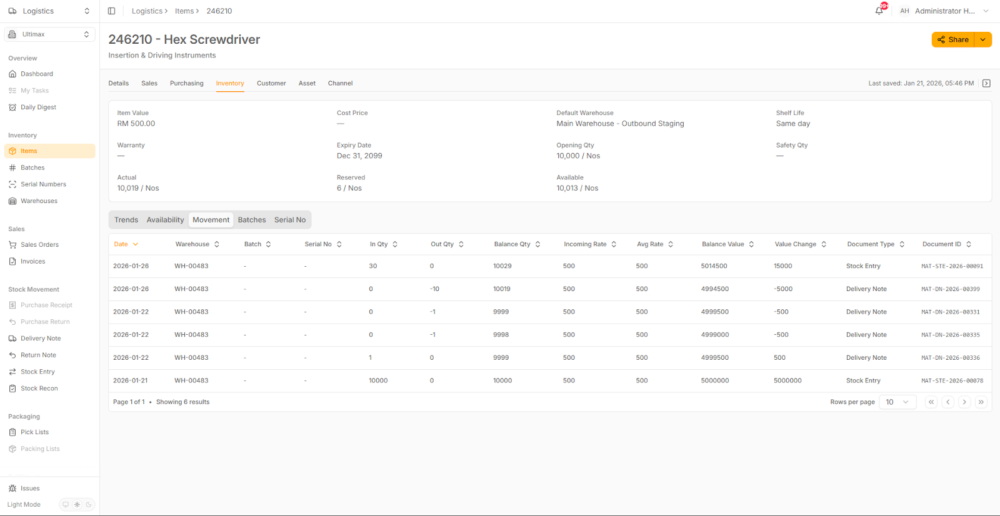 Logistics
Logistics > Items > 246210
99+
AH Administrator H...
Ultimax
246210 - Hex Screwdriver
Insertion & Driving Instruments
Share
Overview
Dashboard
My Tasks
Daily Digest
Inventory
Items
Batches
Serial Numbers
Warehouses
Sales
Sales Orders
Invoices
Stock Movement
Purchase Receipt
Purchase Return
Delivery Note
Return Note
Stock Entry
Stock Recon
Packaging
Pick Lists
Packing Lists
Issues
Light Mode
Details Sales Purchasing Inventory Customer Asset Channel
Last saved: Jan 21, 2026, 05:46 PM
Item Value Cost Price Default Warehouse Shelf Life
RM 500.00 — Main Warehouse - Outbound Staging Same day
Warranty Expiry Date Opening Qty Safety Qty
— Dec 31, 2099 10,000 / Nos —
Actual Reserved Available
10,019 / Nos 6 / Nos 10,013 / Nos
Trends Availability Movement Batches Serial No
Date Warehouse Batch Serial No In Qty Out Qty Balance Qty Incoming Rate Avg Rate Balance Value Value Change Document Type Document ID
2026-01-26 WH-00483 - - 30 0 10029 500 500 5014500 15000 Stock Entry MAT-STE-2026-00091
2026-01-26 WH-00483 - - 0 -10 10019 500 500 4994500 -5000 Delivery Note MAT-DN-2026-00399
2026-01-22 WH-00483 - - 0 -1 9999 500 500 4999500 -500 Delivery Note MAT-DN-2026-00331
2026-01-22 WH-00483 - - 0 -1 9998 500 500 4999000 -500 Delivery Note MAT-DN-2026-00335
2026-01-22 WH-00483 - - 1 0 9999 500 500 4999500 500 Delivery Note MAT-DN-2026-00336
2026-01-21 WH-00483 - - 10000 0 10000 500 500 5000000 5000000 Stock Entry MAT-STE-2026-00078
Page 1 of 1 • Showing 6 results
Rows per page 10